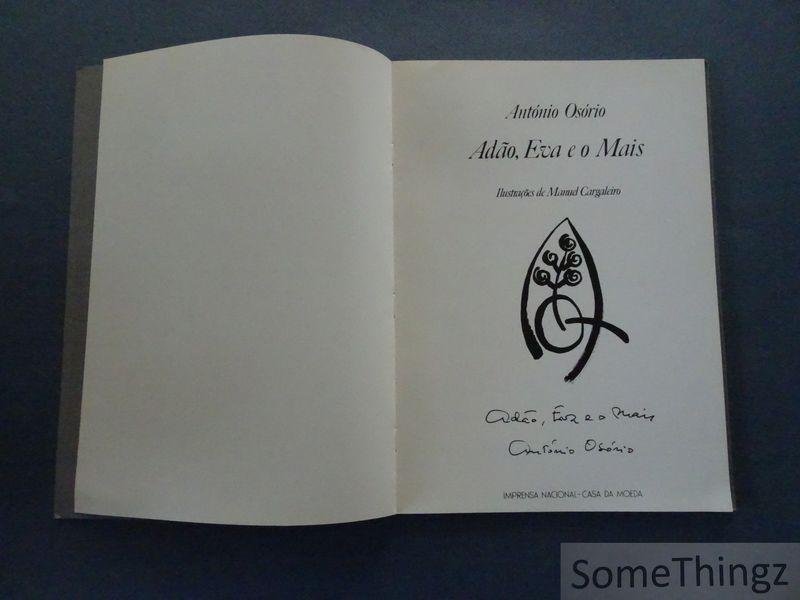 António Osório
Adão, Eva e o Mais
Ilustrações de Manuel Cargaleiro
Adão, Eva e o Mais
António Osório
IMPRENSA NACIONAL - CASA DA MOEDA
SomeThingz